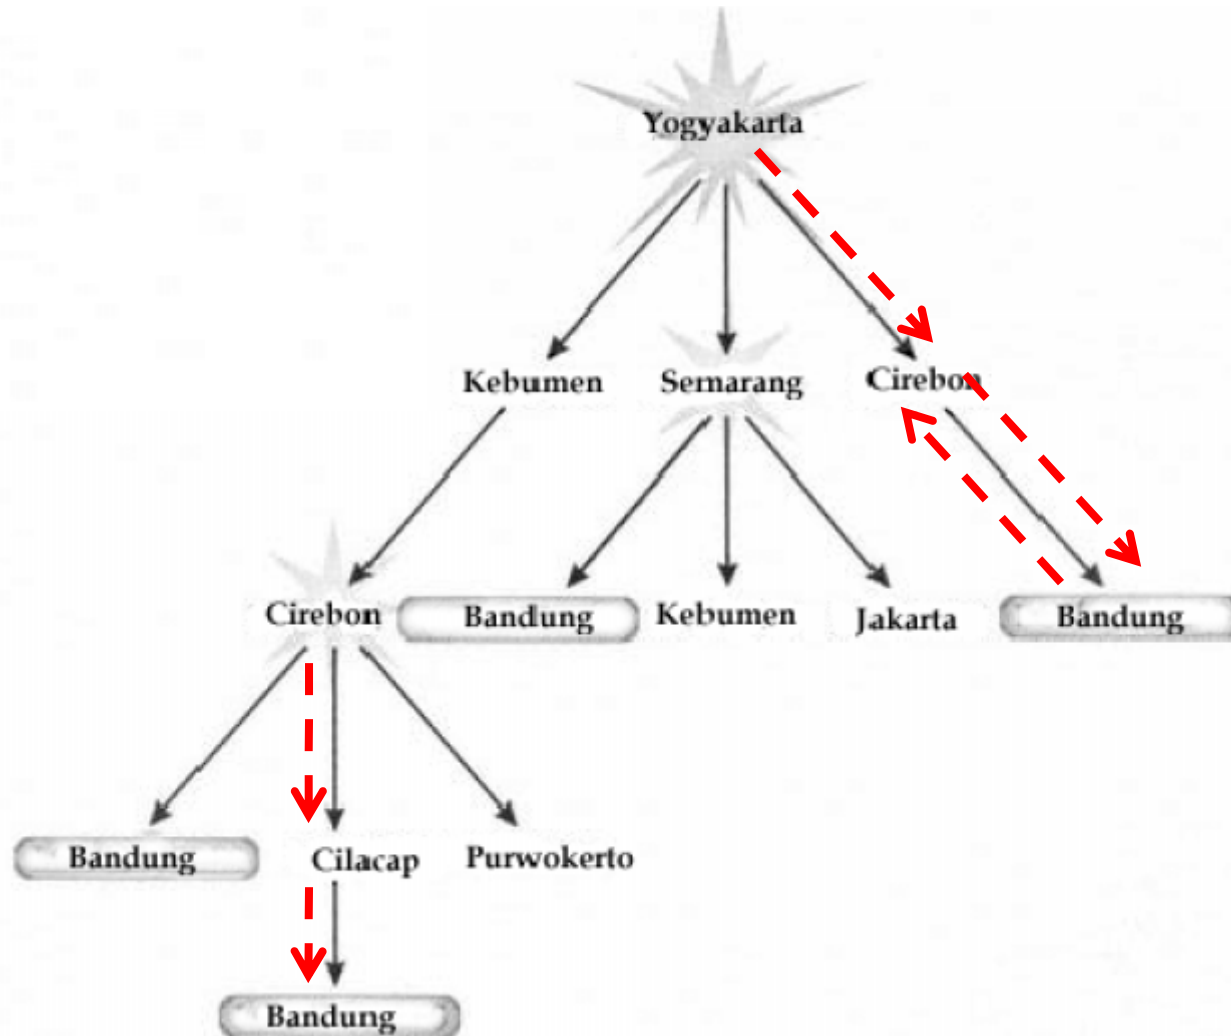 Yogyakarta
Kebumen Semarang Cirebon
Cirebon Bandung Kebumen Jakarta Bandung
Bandung Cilacap Purwokerto
Bandung